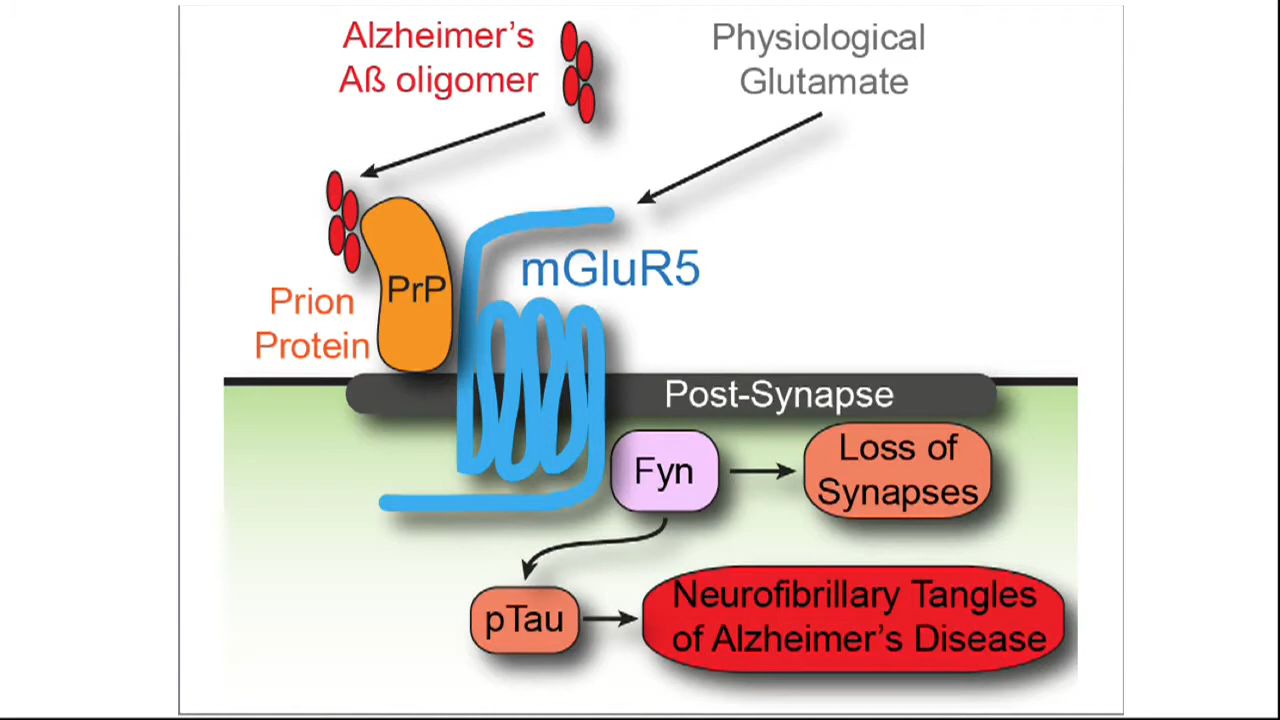 Alzheimer's
Aß oligomer
Physiological
Glutamate
mGluR5
PrP
Prion
Protein
Post-Synapse
Fyn
Loss of
Synapses
pTau
Neurofibrillary Tangles
of Alzheimer's Disease